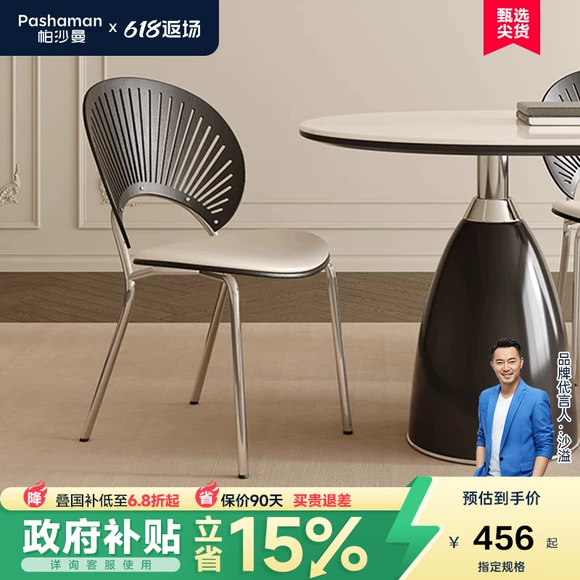 Pashaman
帕沙曼
x 618返场
甄选
尖货
品牌代言人：沙溢
降 叠国补低至6.8折起
省 保价90天 买贵退差
政府补贴
详询客服使用
立省15%
预估到手价
¥ 456 起
指定规格